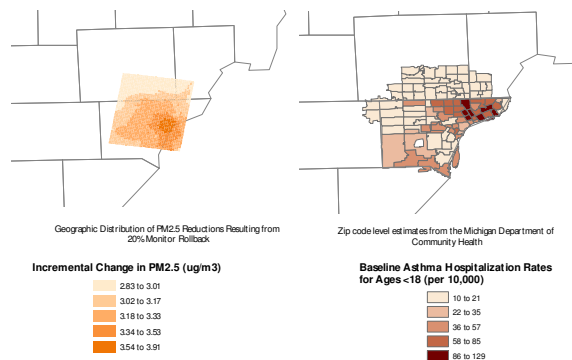 Geographic Distribution of PM2.5 Reductions Resulting from
20% Monitor Rollback
Incremental Change in PM2.5 (ug/m3)
2.83 to 3.01
3.02 to 3.17
3.18 to 3.33
3.34 to 3.53
3.54 to 3.91
Zip code level estimates from the Michigan Department of
Community Health
Baseline Asthma Hospitalization Rates
for Ages <18 (per 10,000)
10 to 21
22 to 35
36 to 57
58 to 85
86 to 129